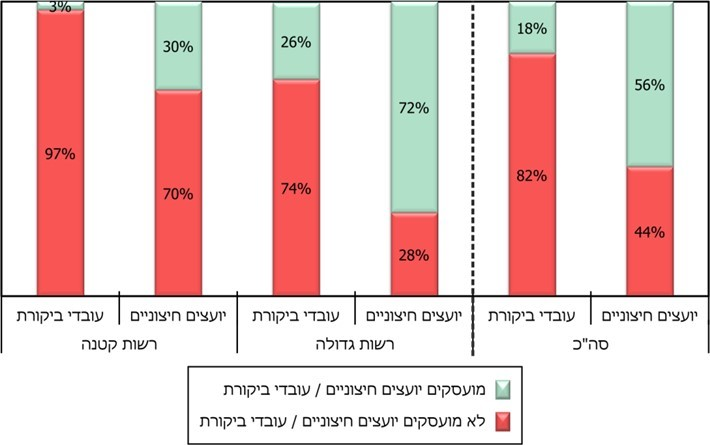 3%
30%
26%
72%
18%
56%
97%
70%
74%
28%
82%
44%
עובדי ביקורת
יועצים חיצוניים
עובדי ביקורת
יועצים חיצוניים
עובדי ביקורת
יועצים חיצוניים
רשות קטנה
רשות גדולה
סה"כ
מועסקים יועצים חיצוניים / עובדי ביקורת
לא מועסקים יועצים חיצוניים / עובדי ביקורת